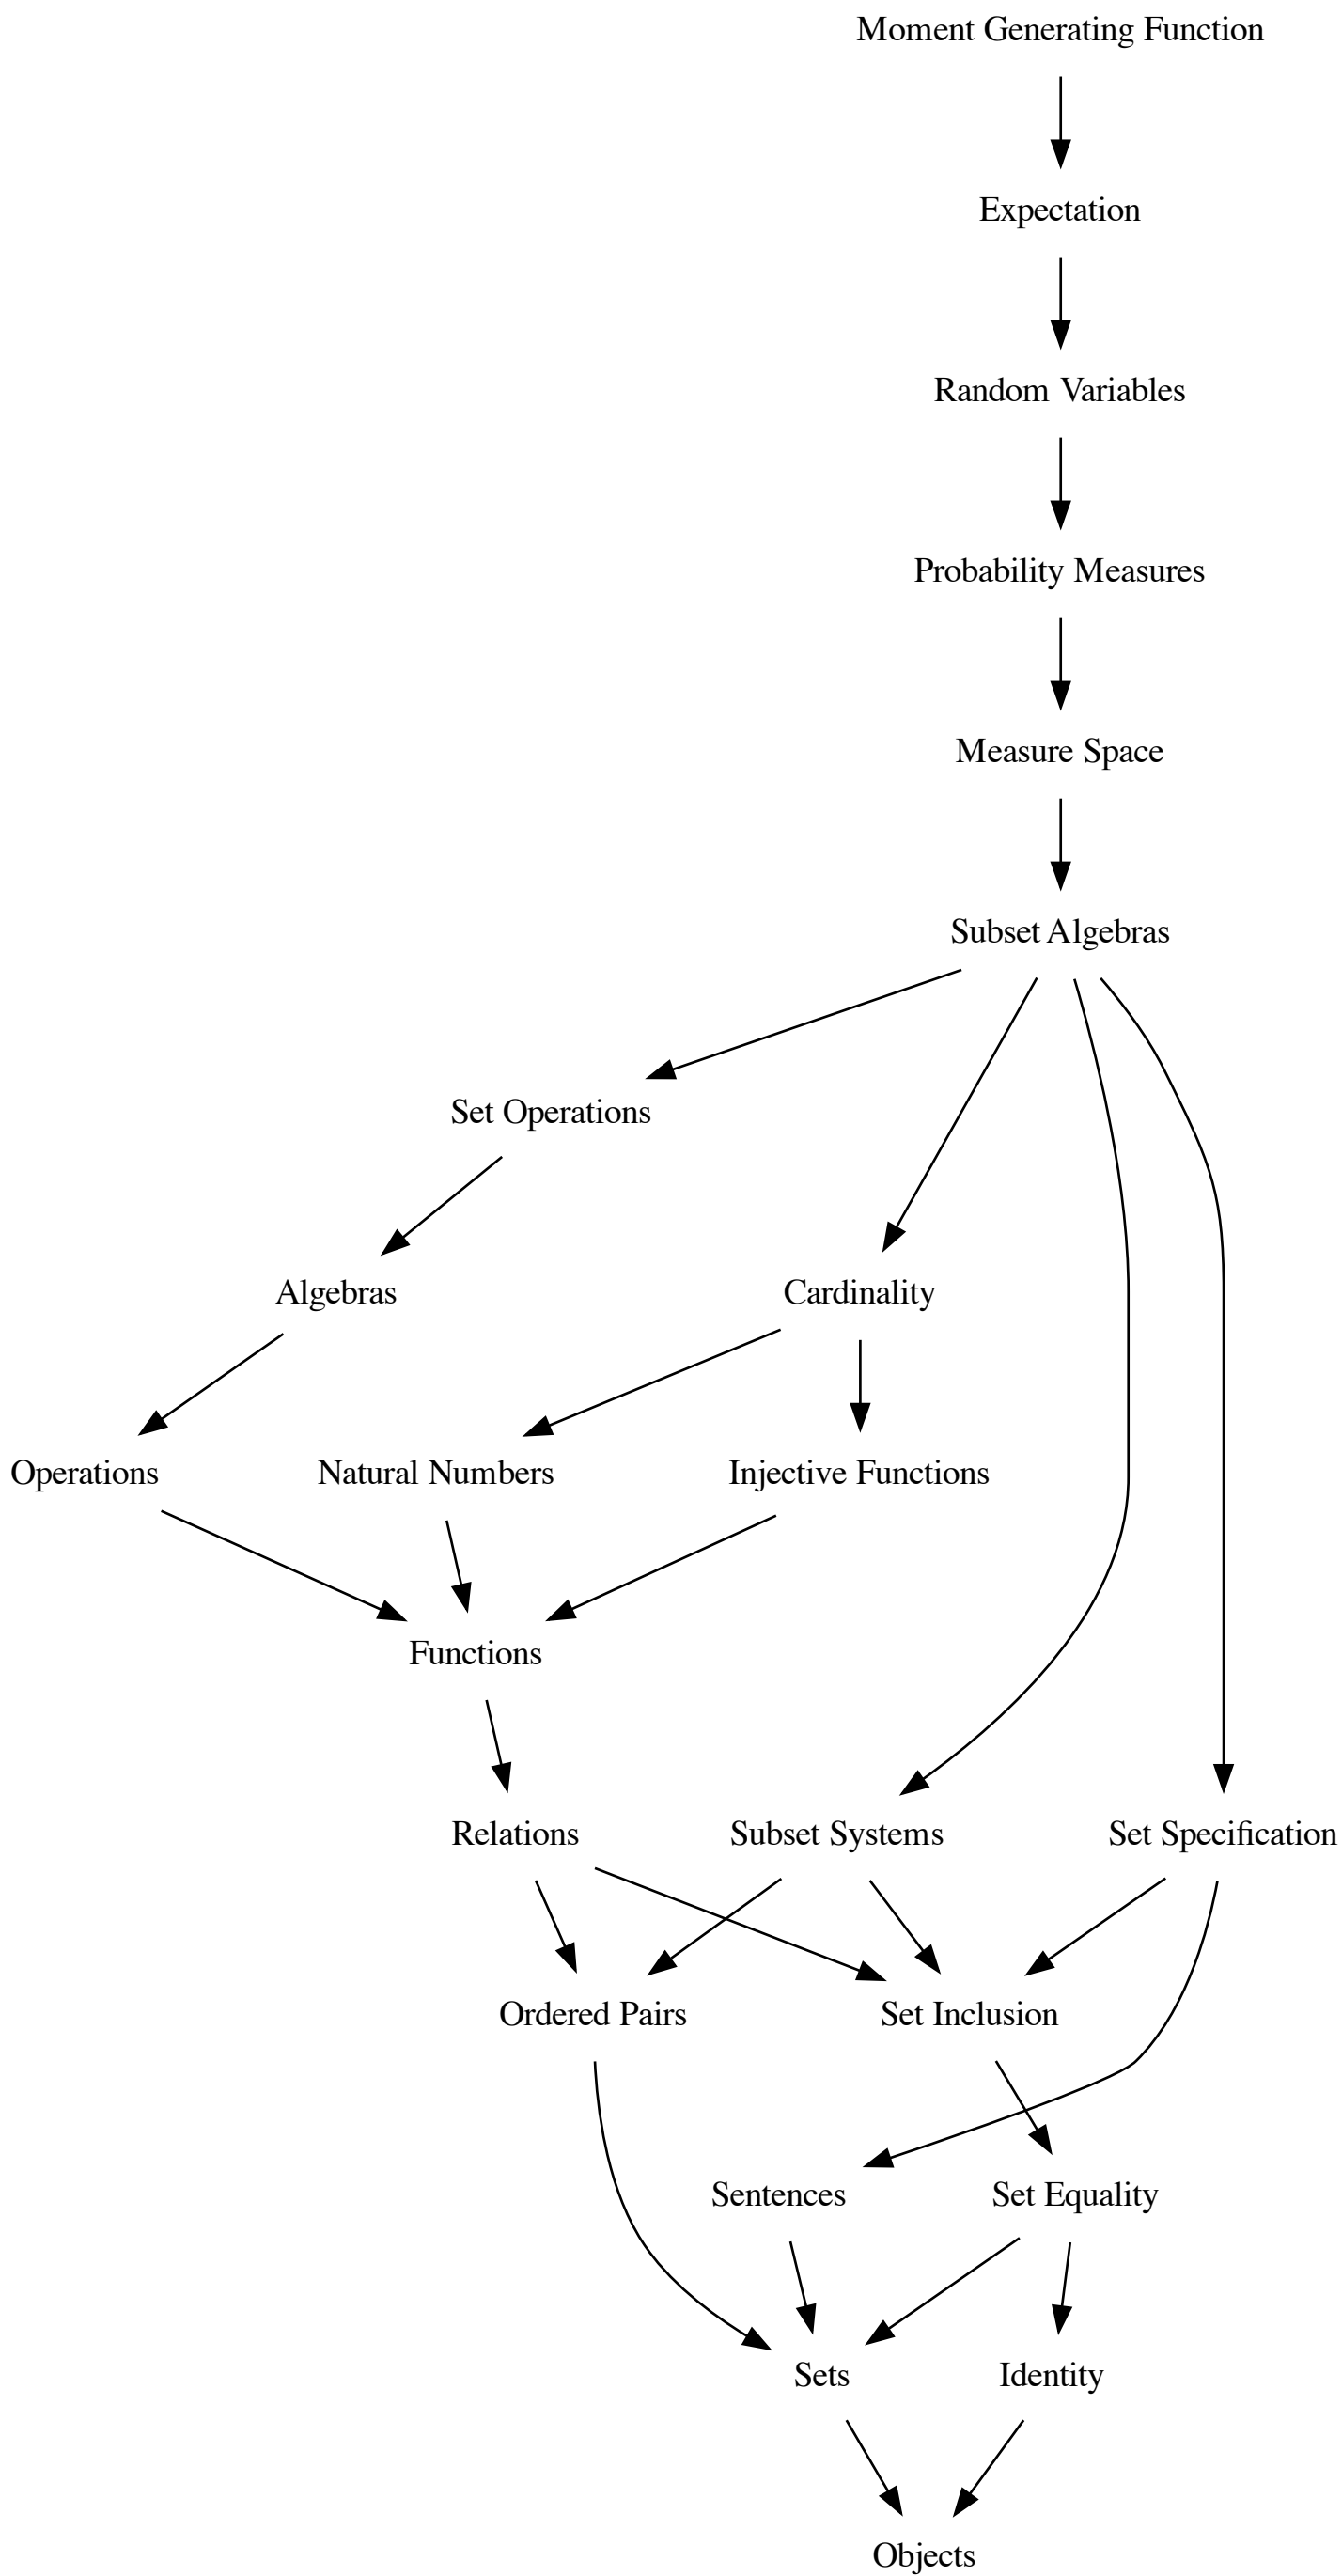 Moment Generating Function
Expectation
Random Variables
Probability Measures
Measure Space
Subset Algebras
Set Operations
Algebras
Cardinality
Operations
Natural Numbers
Injective Functions
Functions
Relations
Subset Systems
Set Specification
Ordered Pairs
Set Inclusion
Sentences
Set Equality
Sets
Identity
Objects